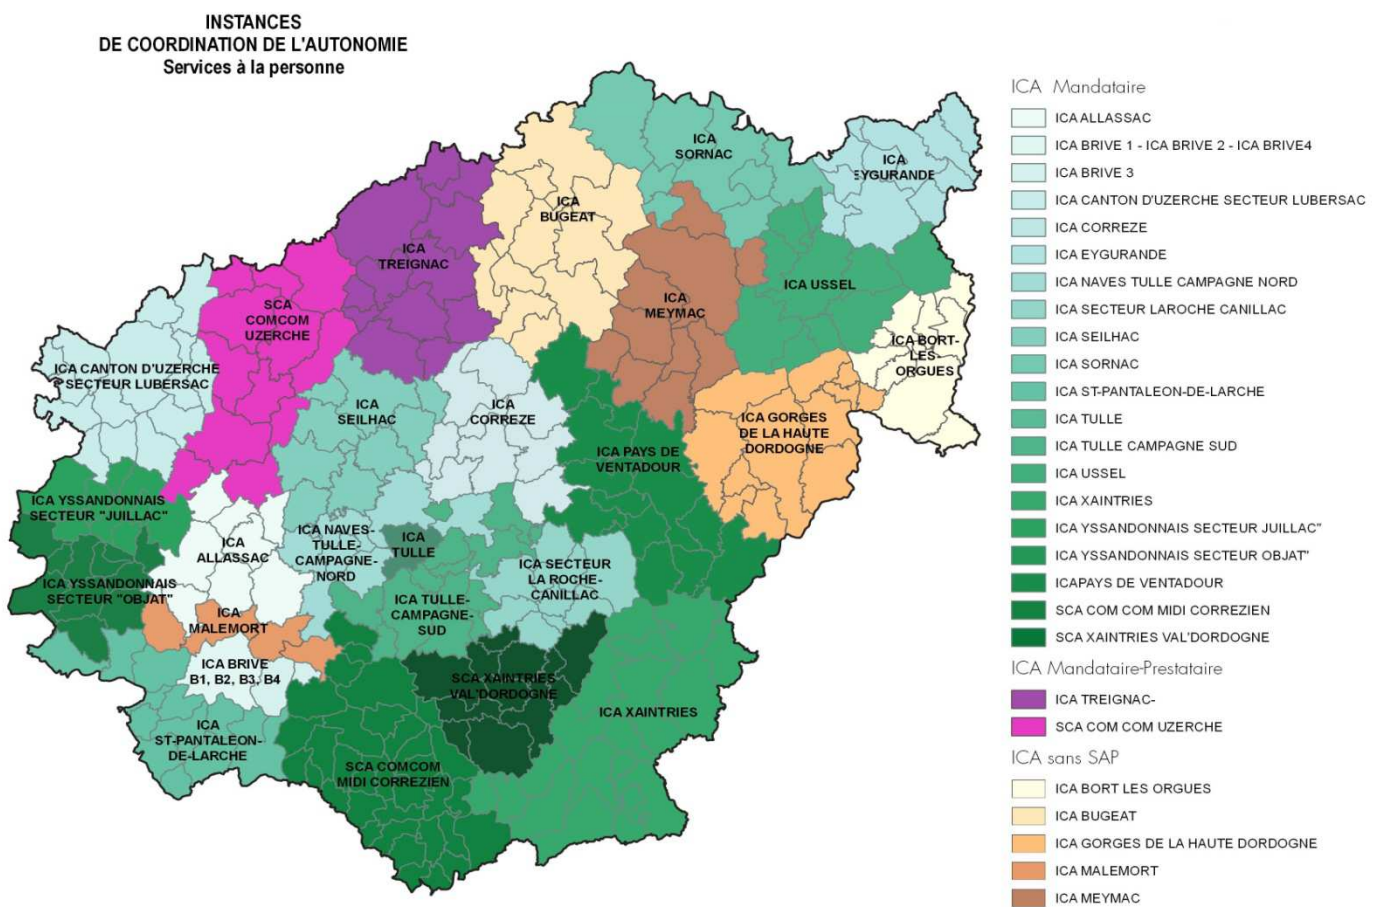 INSTANCES
DE COORDINATION DE L'AUTONOMIE
Services à la personne
ICA
SORNAC
ICA
EYGURANDE
ICA
BUGEAT
ICA
TREIGNAC
ICA USSEL
SCA
COMCOM
UZERCHE
ICA
MEYMAC
ICA BORT-
LES-
ORGUES
ICA CANTON D'UZERCHE
SECTEUR LUBERSAC
ICA
SEILHAC
ICA
CORREZE
ICA GORGES
DE LA HAUTE
DORDOGNE
ICA PAYS DE
VENTADOUR
ICA YSSANDONNAIS
SECTEUR "JUILLAC"
ICA
ALLASSAC
ICA NAVES-
TULLE-
CAMPAGNE-
NORD
ICA
TULLE
ICA SECTEUR
LA ROCHE-
CANILLAC
ICA YSSANDONNAIS
SECTEUR "OBJAT"
ICA TULLE-
CAMPAGNE-
SUD
ICA
MALEMORT
ICA BRIVE
B1, B2, B3, B4
SCA XAINTRIES
VAL'DORDOGNE
ICA XAINTRIES
ICA
ST-PANTALEON-
DE-LARCHE
SCA COMCOM
MIDI CORREZIEN
ICA Mandataire
ICA ALLASSAC
ICA BRIVE 1 - ICA BRIVE 2 - ICA BRIVE4
ICA BRIVE 3
ICA CANTON D'UZERCHE SECTEUR LUBERSAC
ICA CORREZE
ICA EYGURANDE
ICA NAVES TULLE CAMPAGNE NORD
ICA SECTEUR LAROCHE CANILLAC
ICA SEILHAC
ICA SORNAC
ICA ST-PANTALEON-DE-LARCHE
ICA TULLE
ICA TULLE CAMPAGNE SUD
ICA USSEL
ICA XAINTRIES
ICA YSSANDONNAIS SECTEUR JUILLAC"
ICA YSSANDONNAIS SECTEUR OBJAT"
ICAPAYS DE VENTADOUR
SCA COM COM MIDI CORREZIEN
SCA XAINTRIES VAL'DORDOGNE
ICA Mandataire-Prestataire
ICA TREIGNAC-
SCA COM COM UZERCHE
ICA sans SAP
ICA BORT LES ORGUES
ICA BUGEAT
ICA GORGES DE LA HAUTE DORDOGNE
ICA MALEMORT
ICA MEYMAC